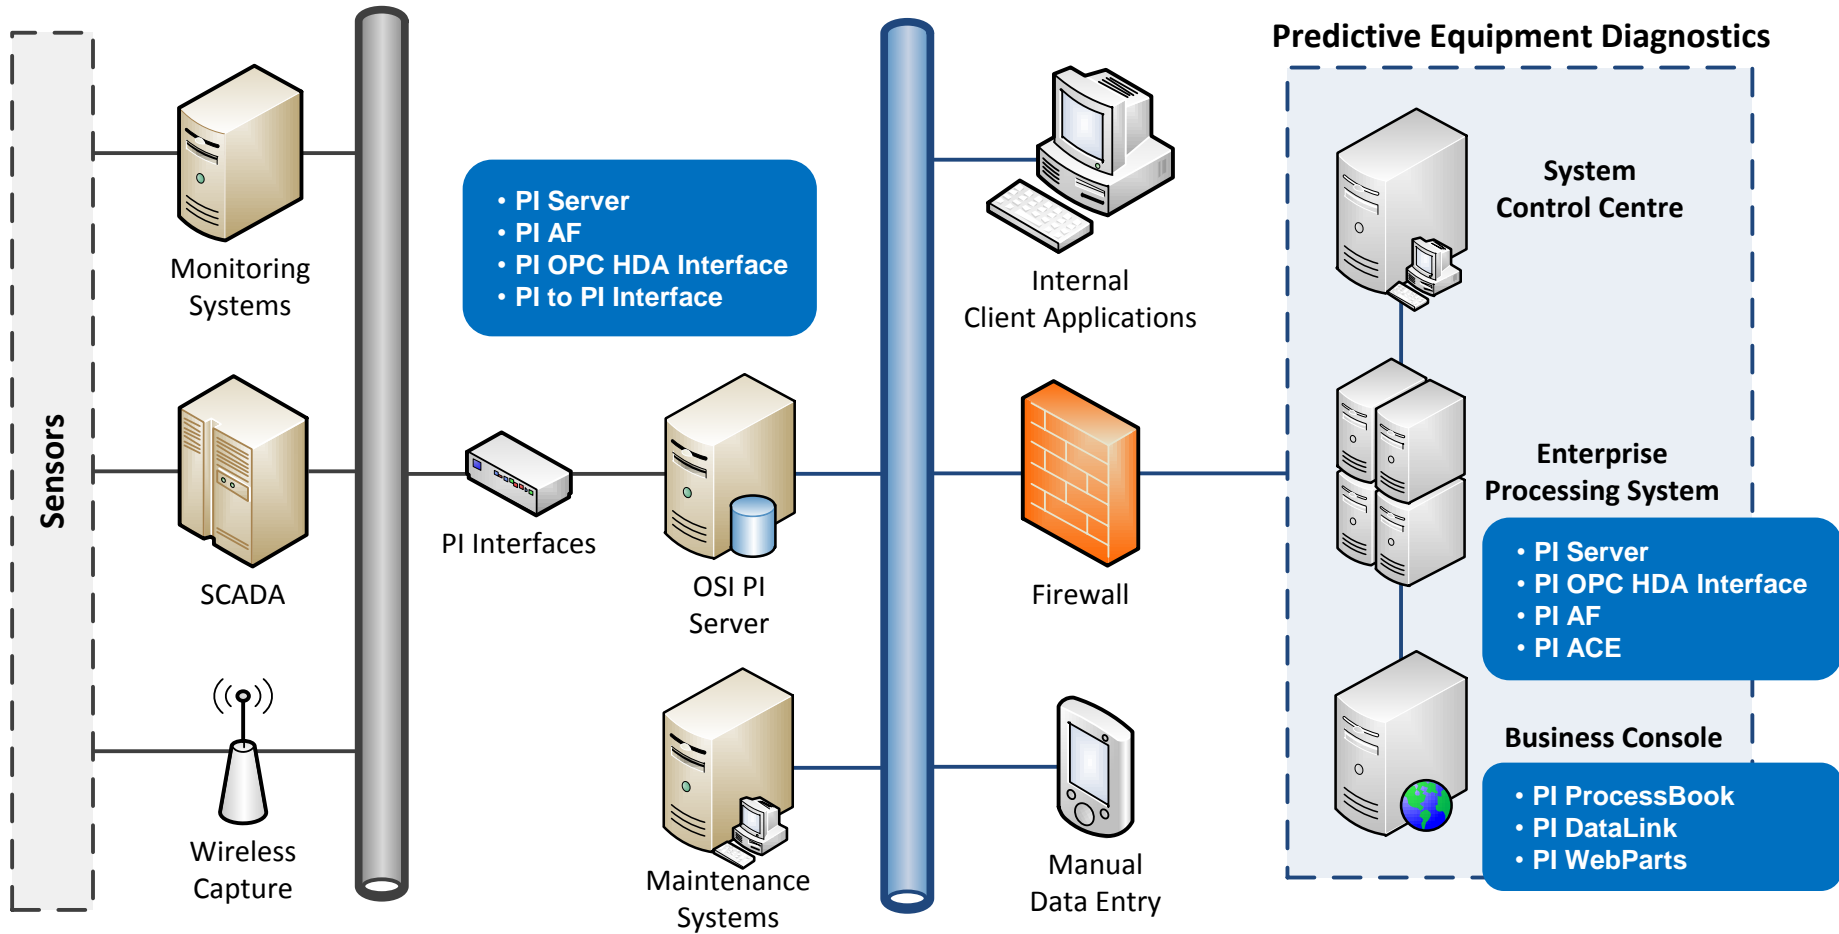 Predictive Equipment Diagnostics
Sensors
Monitoring
Systems
SCADA
Wireless
Capture
• PI Server
• PI AF
• PI OPC HDA Interface
• PI to PI Interface
PI Interfaces
OSI PI
Server
Maintenance
Systems
Internal
Client Applications
Firewall
Manual
Data Entry
System
Control Centre
Enterprise
Processing System
• PI Server
• PI OPC HDA Interface
• PI AF
• PI ACE
Business Console
• PI ProcessBook
• PI DataLink
• PI WebParts